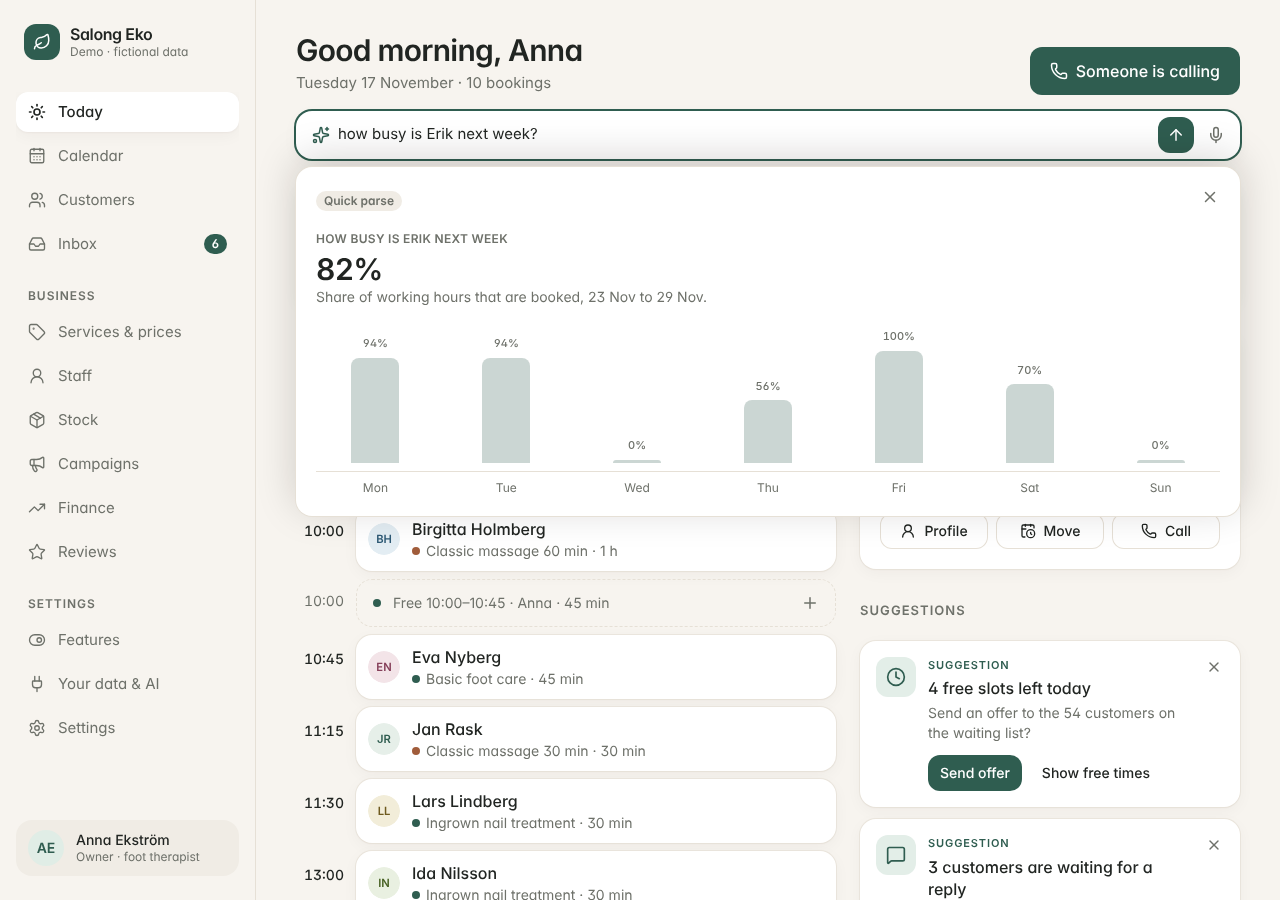 Salong Eko
Demo · fictional data
Today
Calendar
Customers
Inbox
6
BUSINESS
Services & prices
Staff
Stock
Campaigns
Finance
Reviews
SETTINGS
Features
Your data & AI
Settings
AE
Anna Ekström
Owner · foot therapist
Good morning, Anna
Tuesday 17 November · 10 bookings
Someone is calling
how busy is Erik next week?
Quick parse
HOW BUSY IS ERIK NEXT WEEK
82%
Share of working hours that are booked, 23 Nov to 29 Nov.
94%
94%
0%
56%
100%
70%
0%
Mon
Tue
Wed
Thu
Fri
Sat
Sun
10:00
BH
Birgitta Holmberg
Classic massage 60 min · 1 h
10:00
Free 10:00–10:45 · Anna · 45 min
10:45
EN
Eva Nyberg
Basic foot care · 45 min
11:15
JR
Jan Rask
Classic massage 30 min · 30 min
11:30
LL
Lars Lindberg
Ingrown nail treatment · 30 min
13:00
IN
Ida Nilsson
Ingrown nail treatment · 30 min
Profile
Move
Call
SUGGESTIONS
SUGGESTION
4 free slots left today
Send an offer to the 54 customers on
the waiting list?
Send offer
Show free times
SUGGESTION
3 customers are waiting for a
reply